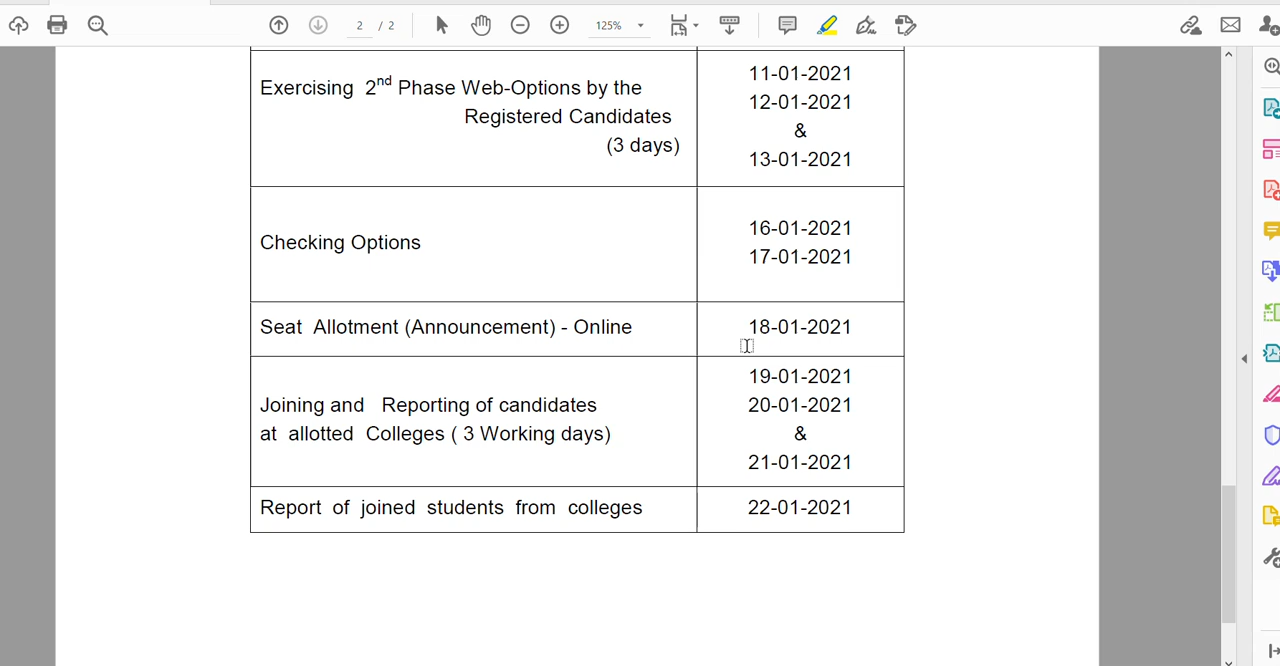 2 / 2
125%
Exercising 2nd Phase Web-Options by the
Registered Candidates
(3 days)
11-01-2021
12-01-2021
&
13-01-2021
Checking Options
16-01-2021
17-01-2021
Seat Allotment (Announcement) - Online
18-01-2021
Joining and Reporting of candidates
at allotted Colleges ( 3 Working days)
19-01-2021
20-01-2021
&
21-01-2021
Report of joined students from colleges
22-01-2021